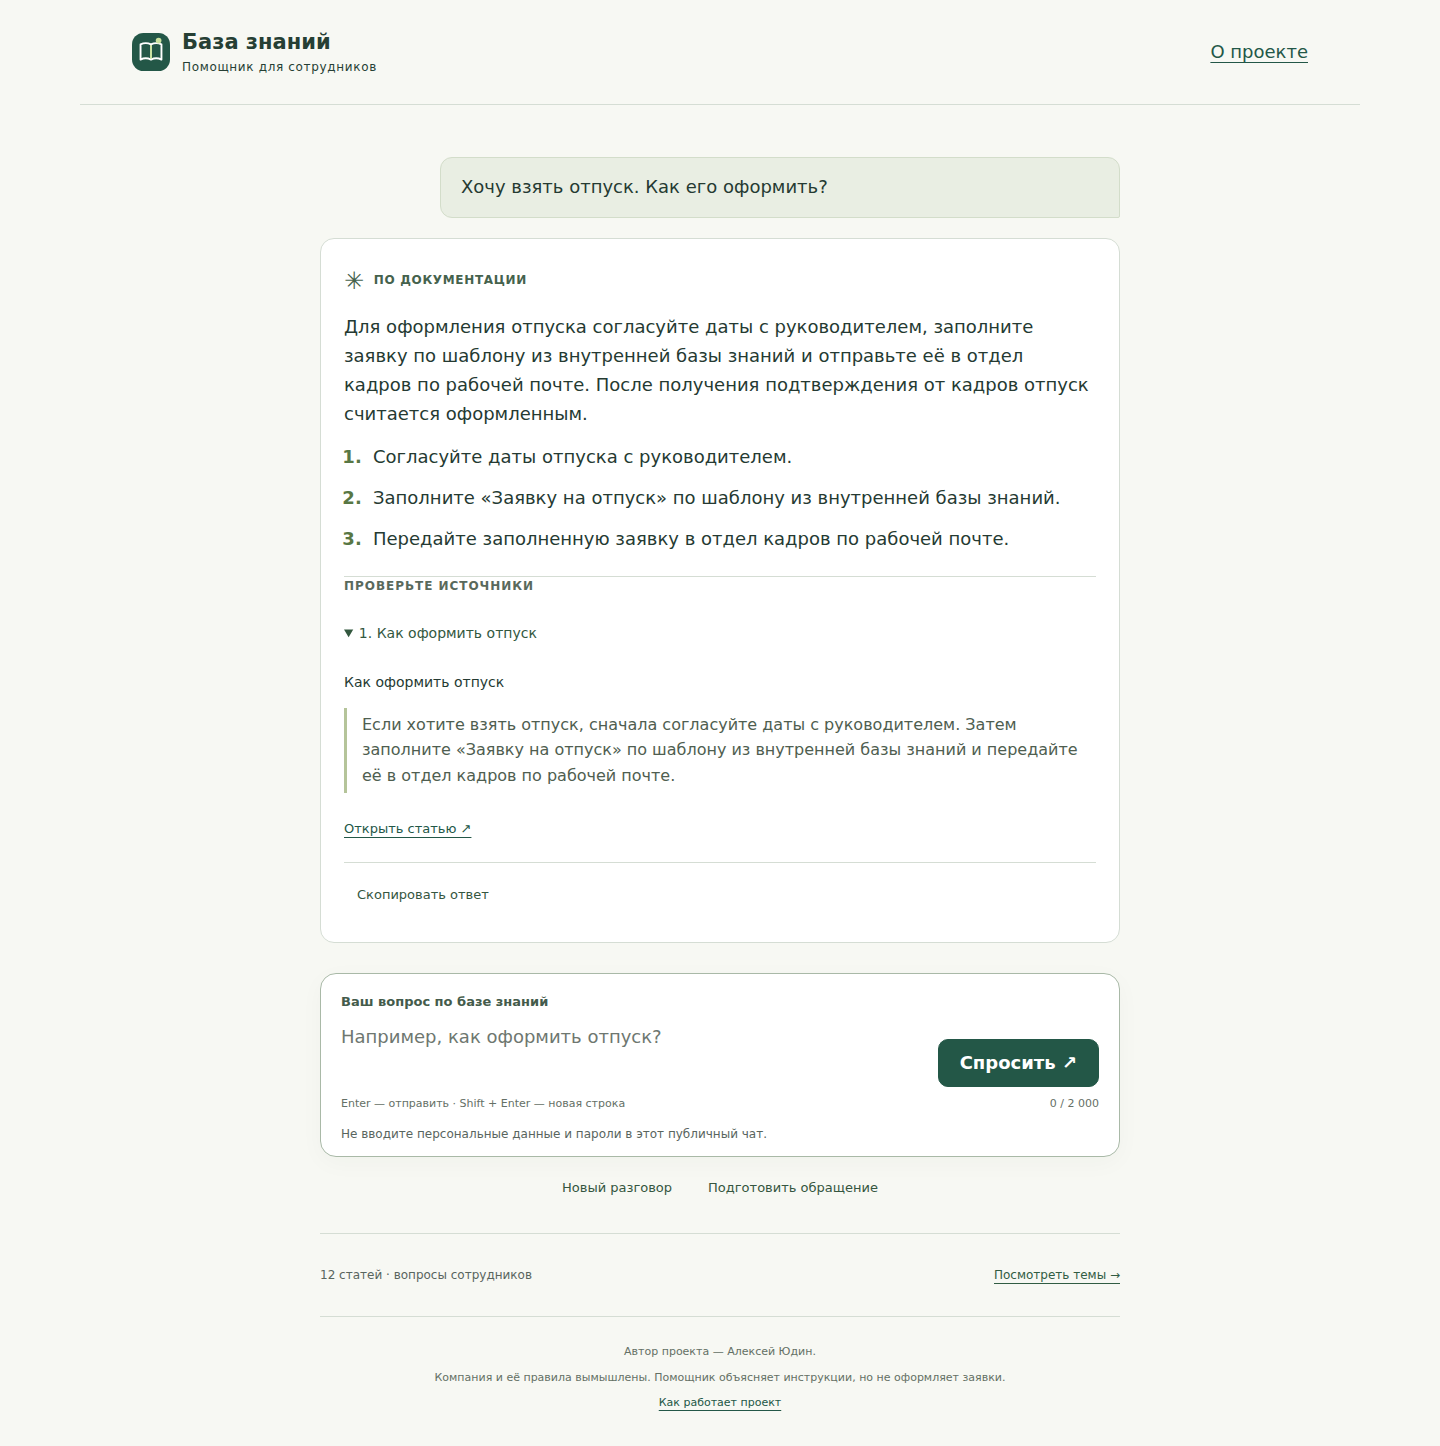 База знаний
Помощник для сотрудников
О проекте
Хочу взять отпуск. Как его оформить?
ПО ДОКУМЕНТАЦИИ
Для оформления отпуска согласуйте даты с руководителем, заполните
заявку по шаблону из внутренней базы знаний и отправьте её в отдел
кадров по рабочей почте. После получения подтверждения от кадров отпуск
считается оформленным.
1. Согласуйте даты отпуска с руководителем.
2. Заполните «Заявку на отпуск» по шаблону из внутренней базы знаний.
3. Передайте заполненную заявку в отдел кадров по рабочей почте.
ПРОВЕРЬТЕ ИСТОЧНИКИ
▼ 1. Как оформить отпуск
Как оформить отпуск
Если хотите взять отпуск, сначала согласуйте даты с руководителем. Затем
заполните «Заявку на отпуск» по шаблону из внутренней базы знаний и передайте
её в отдел кадров по рабочей почте.
Открыть статью ↗
Скопировать ответ
Ваш вопрос по базе знаний
Например, как оформить отпуск?
Спросить ↗
Enter — отправить · Shift + Enter — новая строка
0 / 2 000
Не вводите персональные данные и пароли в этот публичный чат.
Новый разговор
Подготовить обращение
12 статей · вопросы сотрудников
Посмотреть темы →
Автор проекта — Алексей Юдин.
Компания и её правила вымышлены. Помощник объясняет инструкции, но не оформляет заявки.
Как работает проект